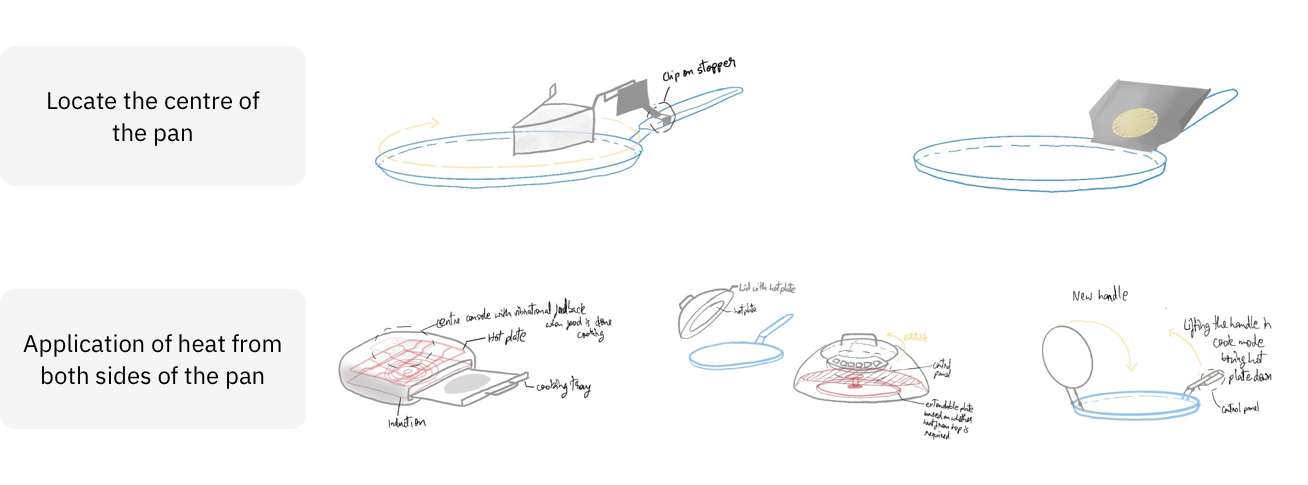 Locate the centre of
the pan
Clip on stopper
Application of heat from
both sides of the pan
Centre console with vibrational feedback
when food is done
cooking
Hot plate
cooking tray
Induction
Lid with hot plate
hot plate
control
panel
extendable plate
based on whether
heat from top is
required
New handle
Lifting the handle in
cook mode
bring hot
plate down
control panel